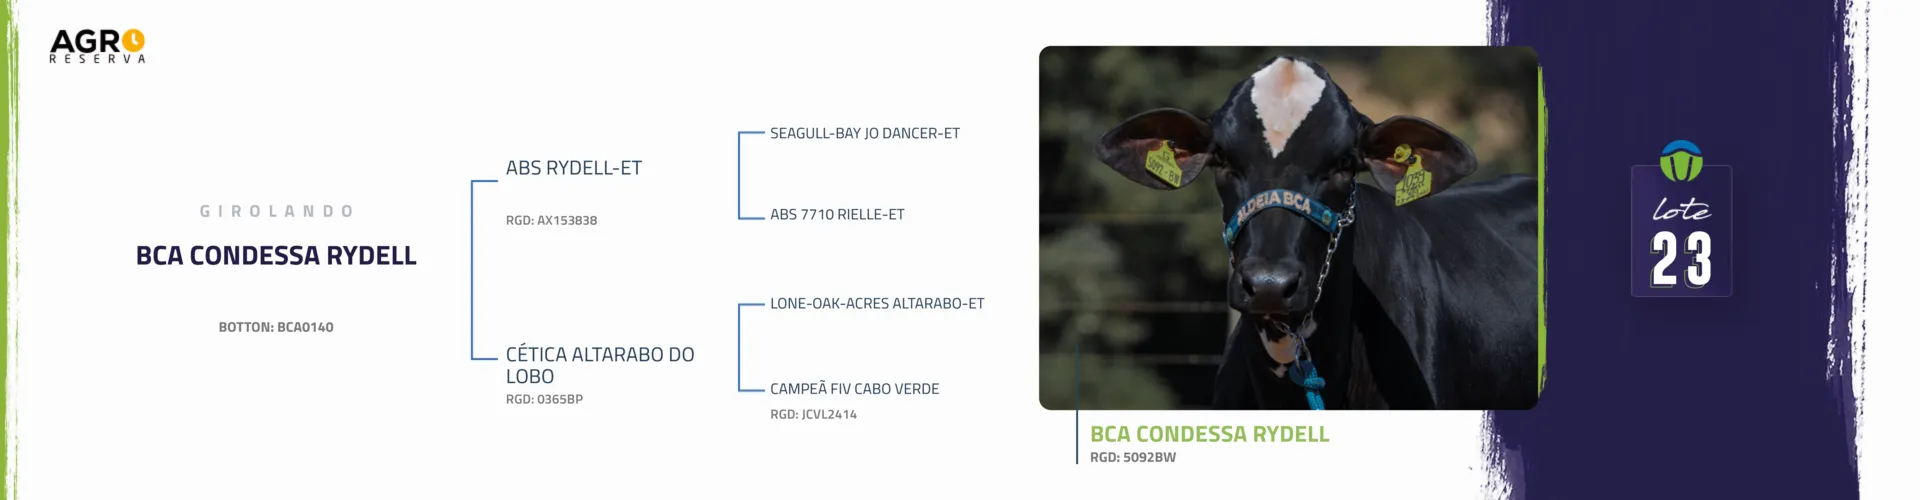 AGRO
RESERVA
GIROLANDO
BCA CONDESSA RYDELL
BOTTON: BCA0140
ABS RYDELL-ET
RGD: AX153838
CÉTICA ALTARABO DO
LOBO
RGD: 0365BP
SEAGULL-BAY JO DANCER-ET
ABS 7710 RIELLE-ET
LONE-OAK-ACRES ALTARABO-ET
CAMPEÃ FIV CABO VERDE
RGD: JCVL2414
5092-BW
ALDEIA BCA
BCA CONDESSA RYDELL
RGD: 5092BW
lote
23